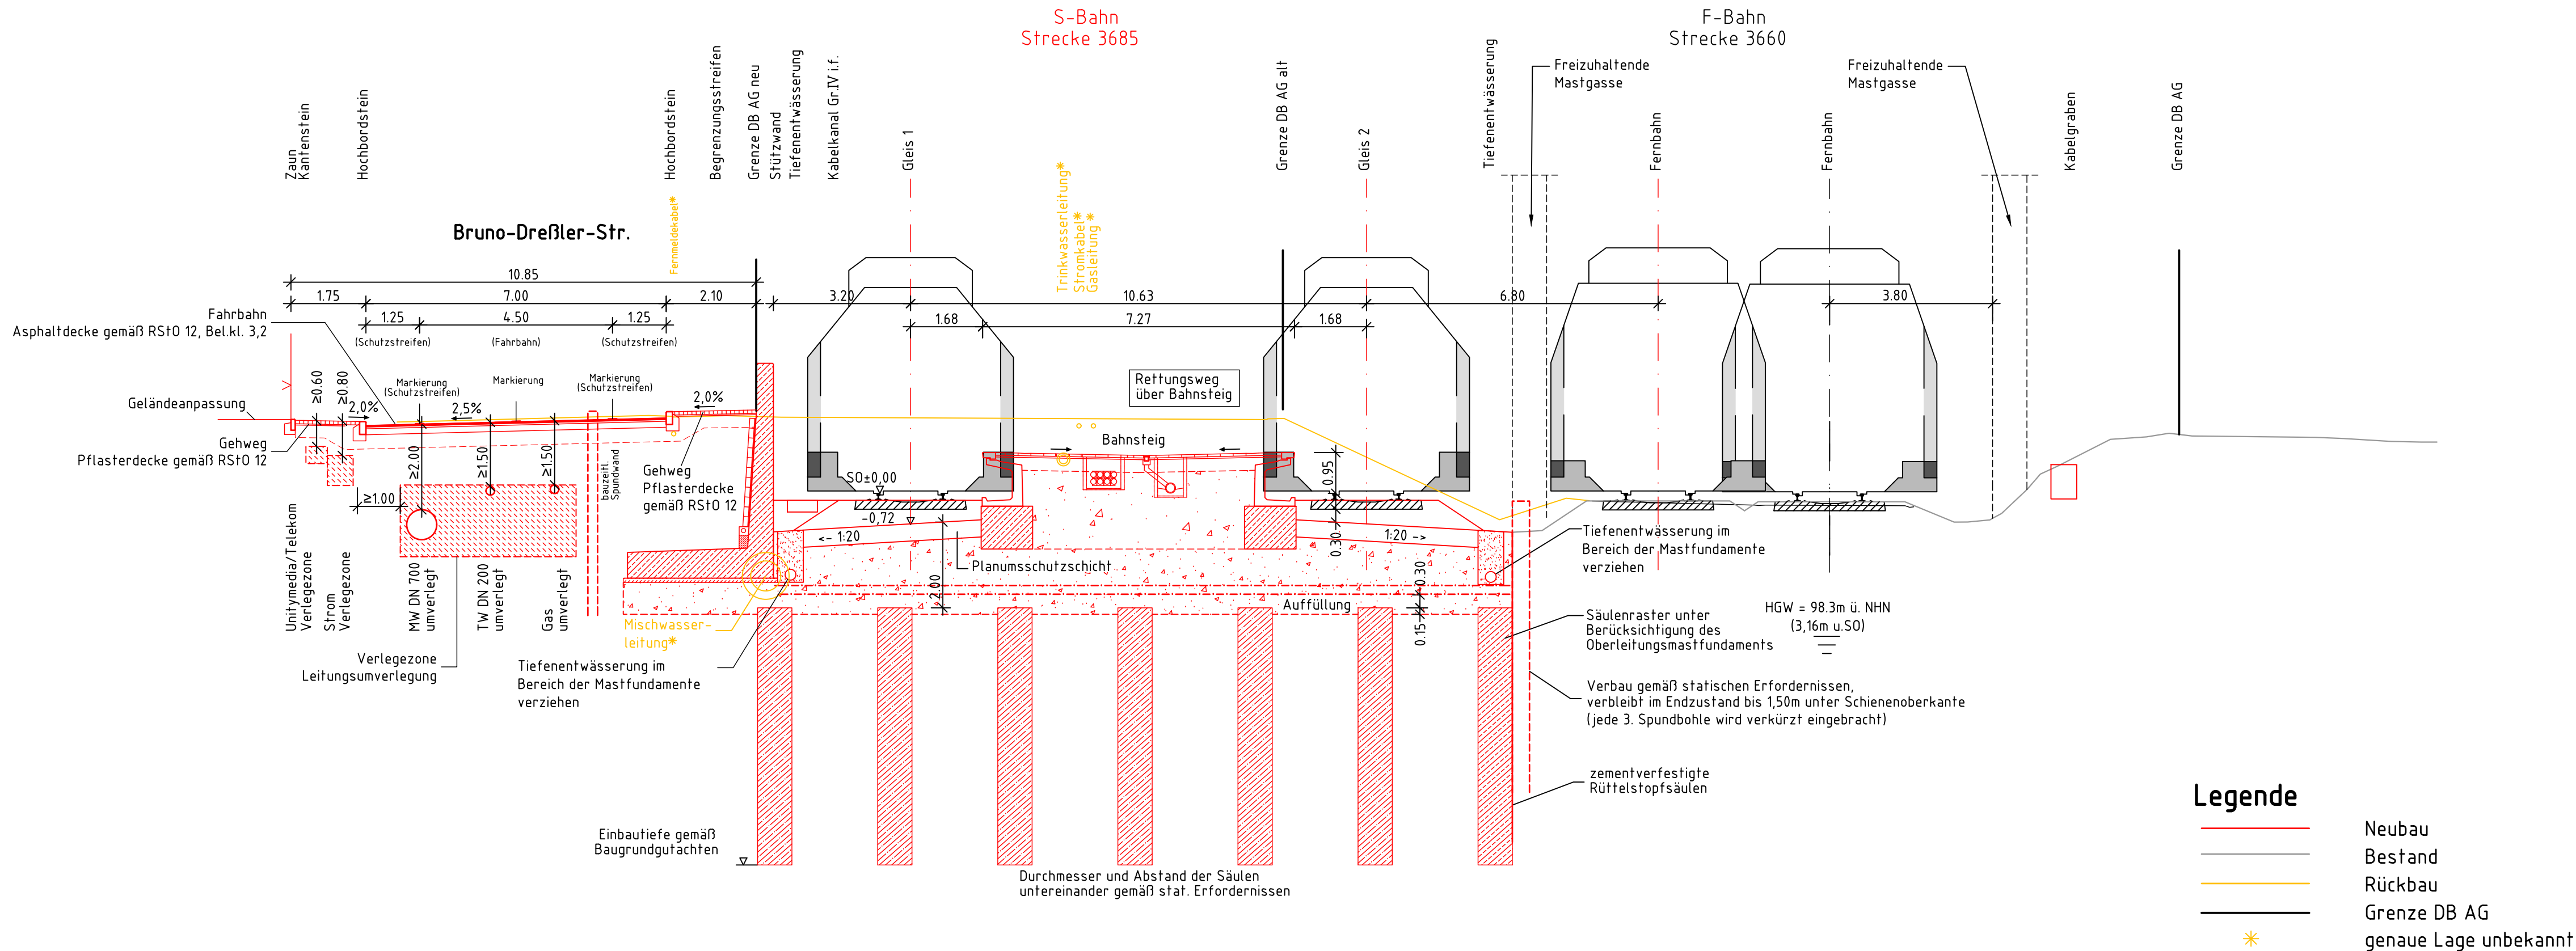 S-Bahn
Strecke 3685
F-Bahn
Strecke 3660
Zaun
Kantenstein
Hochbordstein
Hochbordstein
Begrenzungsstreifen
Grenze DB AG neu
Stützwand
Tiefenentwässerung
Kabelkanal Gr.IV i.f.
Gleis 1
Grenze DB AG alt
Gleis 2
Tiefenentwässerung
Freizuhaltende
Mastgasse
Fernbahn
Fernbahn
Freizuhaltende
Mastgasse
Kabelgraben
Grenze DB AG
Fernmeldekabel*
Trinkwasserleitung*
Stromkabel*
Gasleitung*
Bruno-Dreßler-Str.
10.85
1.75
7.00
2.10
3.20
10.63
6.80
3.80
1.25
4.50
1.25
1.68
7.27
1.68
(Schutzstreifen)
(Fahrbahn)
(Schutzstreifen)
Fahrbahn
Asphaltdecke gemäß RStO 12, Bel.kl. 3,2
Markierung
(Schutzstreifen)
Markierung
Markierung
(Schutzstreifen)
Rettungsweg
über Bahnsteig
≥0.60
≥0.80
2,0%
2,5%
2,0%
Geländeanpassung
Gehweg
Pflasterdecke gemäß RStO 12
≥2.00
≥1.50
≥1.50
bauzeitl.
Spundwand
Gehweg
Pflasterdecke
gemäß RStO 12
Bahnsteig
SO±0,00
0.95
≥1.00
-0,72
<- 1:20
1:20 ->
0.30
Tiefenentwässerung im
Bereich der Mastfundamente
verziehen
Planumsschutzschicht
2.00
0.30
Auffüllung
0.15
Unitymedia/Telekom
Verlegezone
Strom
Verlegezone
MW DN 700
umverlegt
TW DN 200
umverlegt
Gas
umverlegt
Mischwasser-
leitung*
HGW = 98.3m ü. NHN
(3,16m u.SO)
Säulenraster unter
Berücksichtigung des
Oberleitungsmastfundaments
Verlegezone
Leitungsumverlegung
Tiefenentwässerung im
Bereich der Mastfundamente
verziehen
Verbau gemäß statischen Erfordernissen,
verbleibt im Endzustand bis 1,50m unter Schienenoberkante
(jede 3. Spundbohle wird verkürzt eingebracht)
zementverfestigte
Rüttelstopfsäulen
Einbautiefe gemäß
Baugrundgutachten
Durchmesser und Abstand der Säulen
untereinander gemäß stat. Erfordernissen
Legende
Neubau
Bestand
Rückbau
Grenze DB AG
* genaue Lage unbekannt